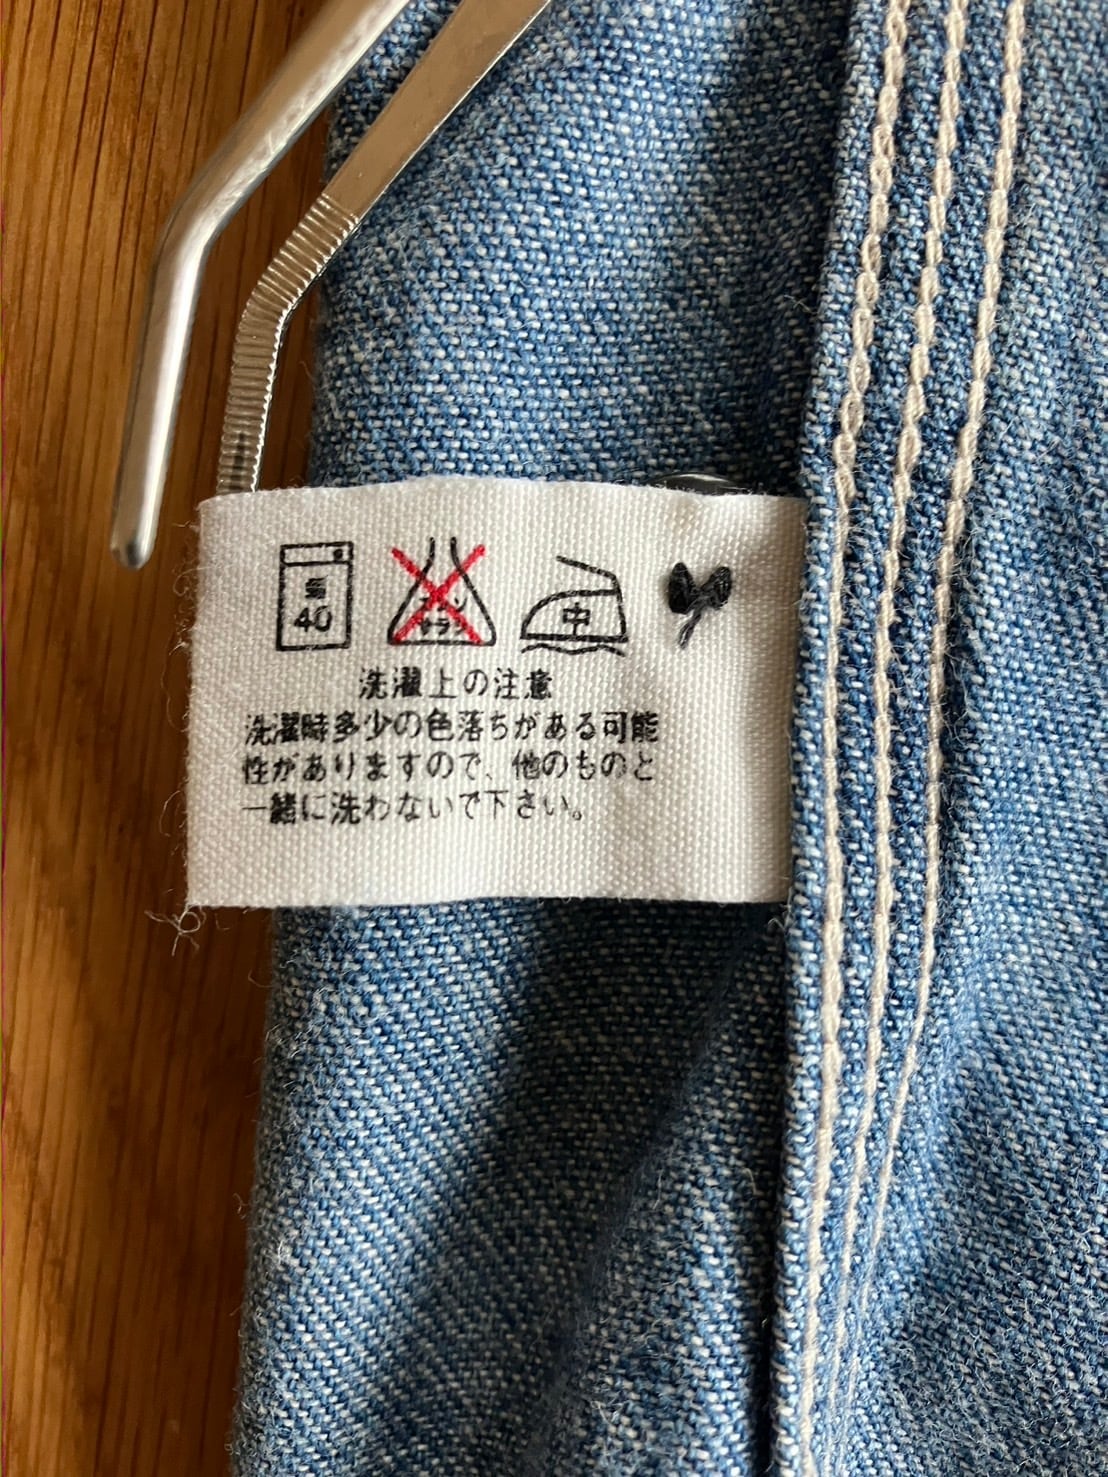 40
中
洗濯上の注意
洗濯時多少の色落ちがある可能
性がありますので、他のものと
一緒に洗わないで下さい。